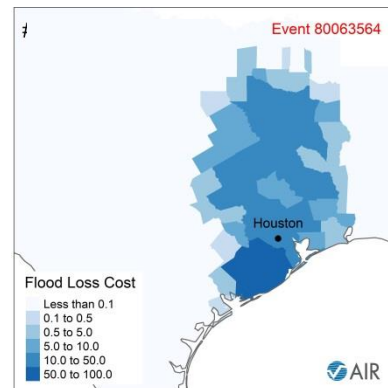 Event 80063564
Houston
Flood Loss Cost
Less than 0.1
0.1 to 0.5
0.5 to 5.0
5.0 to 10.0
10.0 to 50.0
50.0 to 100.0
AIR